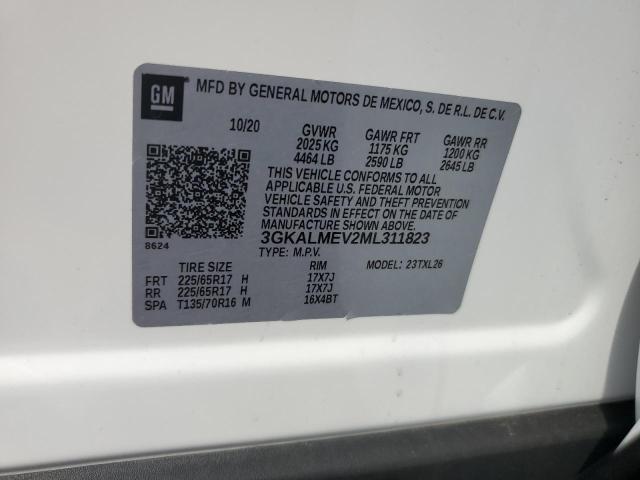 GM MFD BY GENERAL MOTORS DE MEXICO, S. DE R.L. DE C.V.
10/20 GVWR GAWR FRT GAWR RR
2025 KG 1175 KG 1200 KG
4464 LB 2590 LB 2645 LB
THIS VEHICLE CONFORMS TO ALL
APPLICABLE U.S. FEDERAL MOTOR
VEHICLE SAFETY AND THEFT PREVENTION
STANDARDS IN EFFECT ON THE DATE OF
MANUFACTURE SHOWN ABOVE.
8624 3GKALMEV2ML311823
TYPE: M.P.V. MODEL: 23TXL26
TIRE SIZE RIM
FRT 225/65R17 H 17X7J
RR 225/65R17 H 17X7J
SPA T135/70R16 M 16X4BT